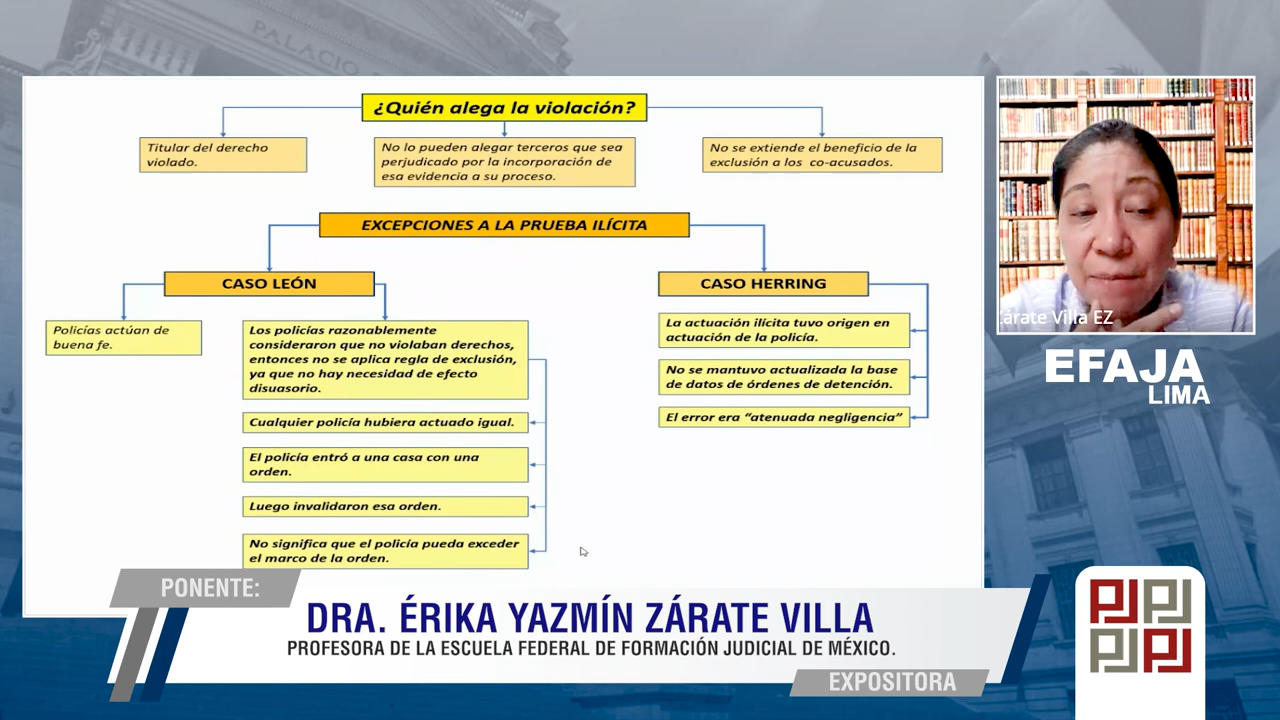 PALACIO
¿Quién alega la violación?
Titular del derecho
violado.
No lo pueden alegar terceros que sea
perjudicado por la incorporación de
esa evidencia a su proceso.
No se extiende el beneficio de la
exclusión a los co-acusados.
EXCEPCIONES A LA PRUEBA ILÍCITA
CASO LEÓN
Policías actúan de
buena fe.
Los policías razonablemente
consideraron que no violaban derechos,
entonces no se aplica regla de exclusión,
ya que no hay necesidad de efecto
disuasorio.
Cualquier policía hubiera actuado igual.
El policía entró a una casa con una
orden.
Luego invalidaron esa orden.
No significa que el policía pueda exceder
el marco de la orden.
CASO HERRING
La actuación ilícita tuvo origen en
actuación de la policía.
No se mantuvo actualizada la base
de datos de órdenes de detención.
El error era “atenuada negligencia”
árate Villa EZ
EFAJA
LIMA
PONENTE:
DRA. ÉRIKA YAZMÍN ZÁRATE VILLA
PROFESORA DE LA ESCUELA FEDERAL DE FORMACIÓN JUDICIAL DE MÉXICO.
EXPOSITORA
PJ PJ
PJ PJ